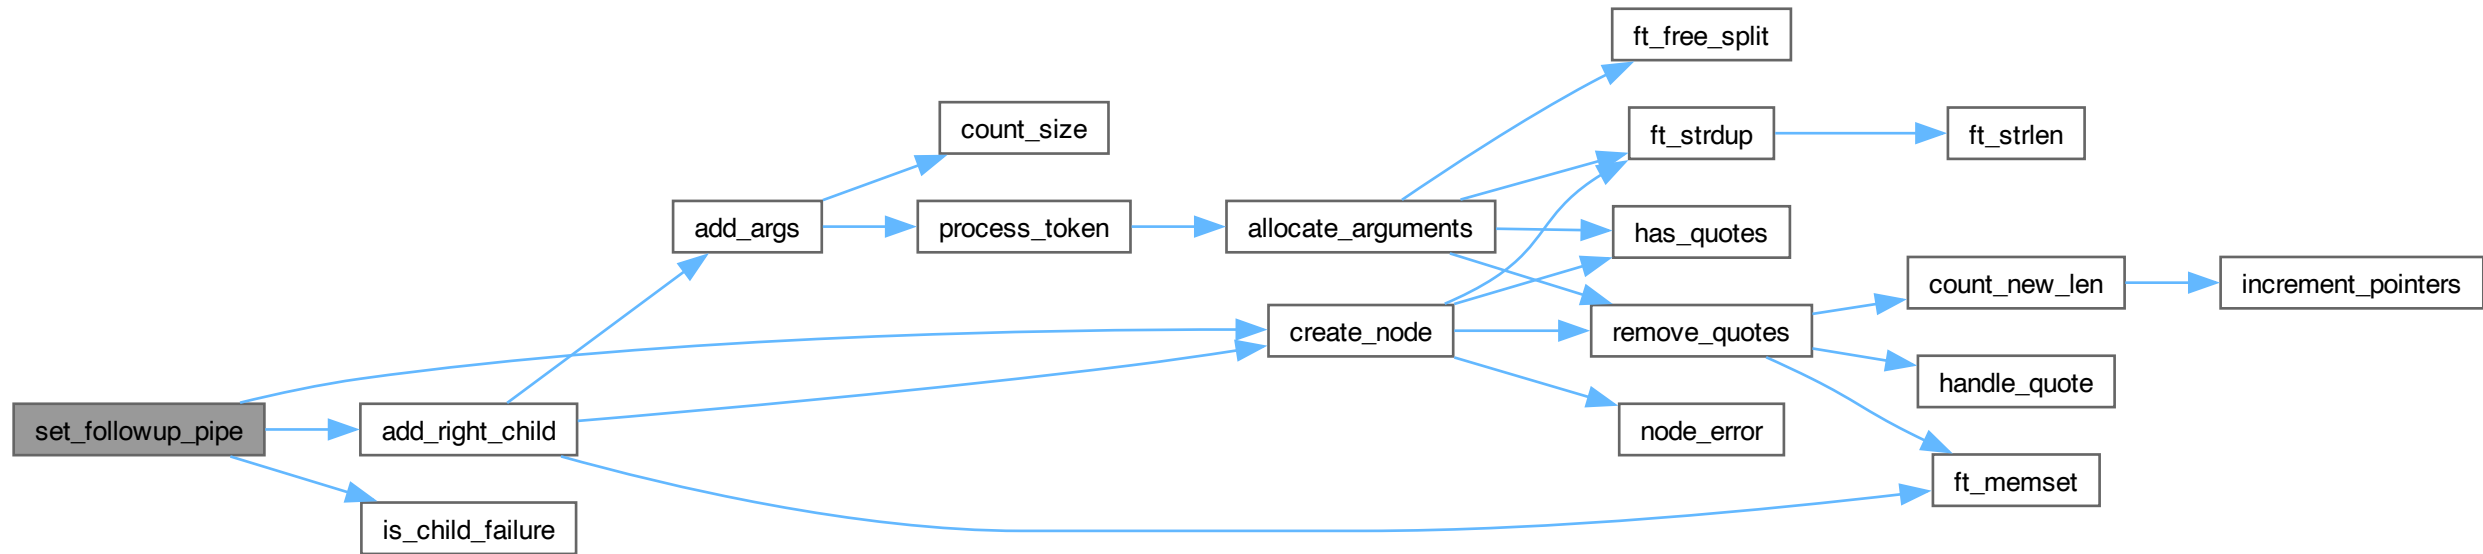 ft_free_split
count_size
ft_strdup
ft_strlen
add_args
process_token
allocate_arguments
has_quotes
count_new_len
increment_pointers
create_node
remove_quotes
handle_quote
set_followup_pipe
add_right_child
node_error
ft_memset
is_child_failure